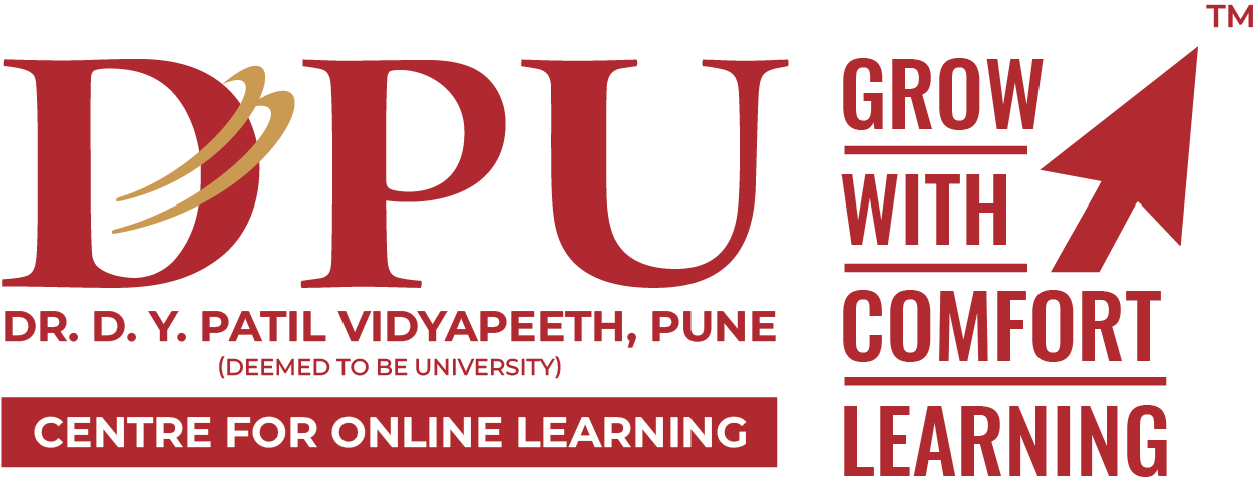 DPU
DR. D. Y. PATIL VIDYAPEETH, PUNE
(DEEMED TO BE UNIVERSITY)
CENTRE FOR ONLINE LEARNING
GROW
WITH
COMFORT
LEARNING
TM